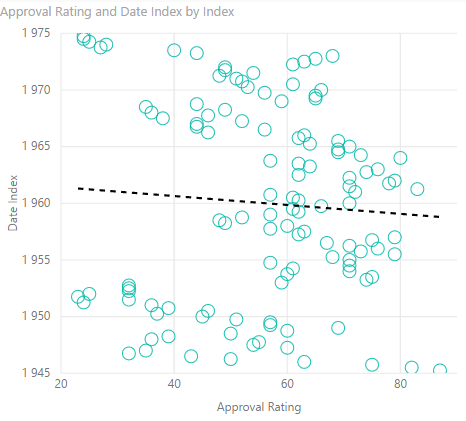 Approval Rating and Date Index by Index
1 975
1 970
1 965
1 960
1 955
1 950
1 945
Date Index
20 40 60 80
Approval Rating